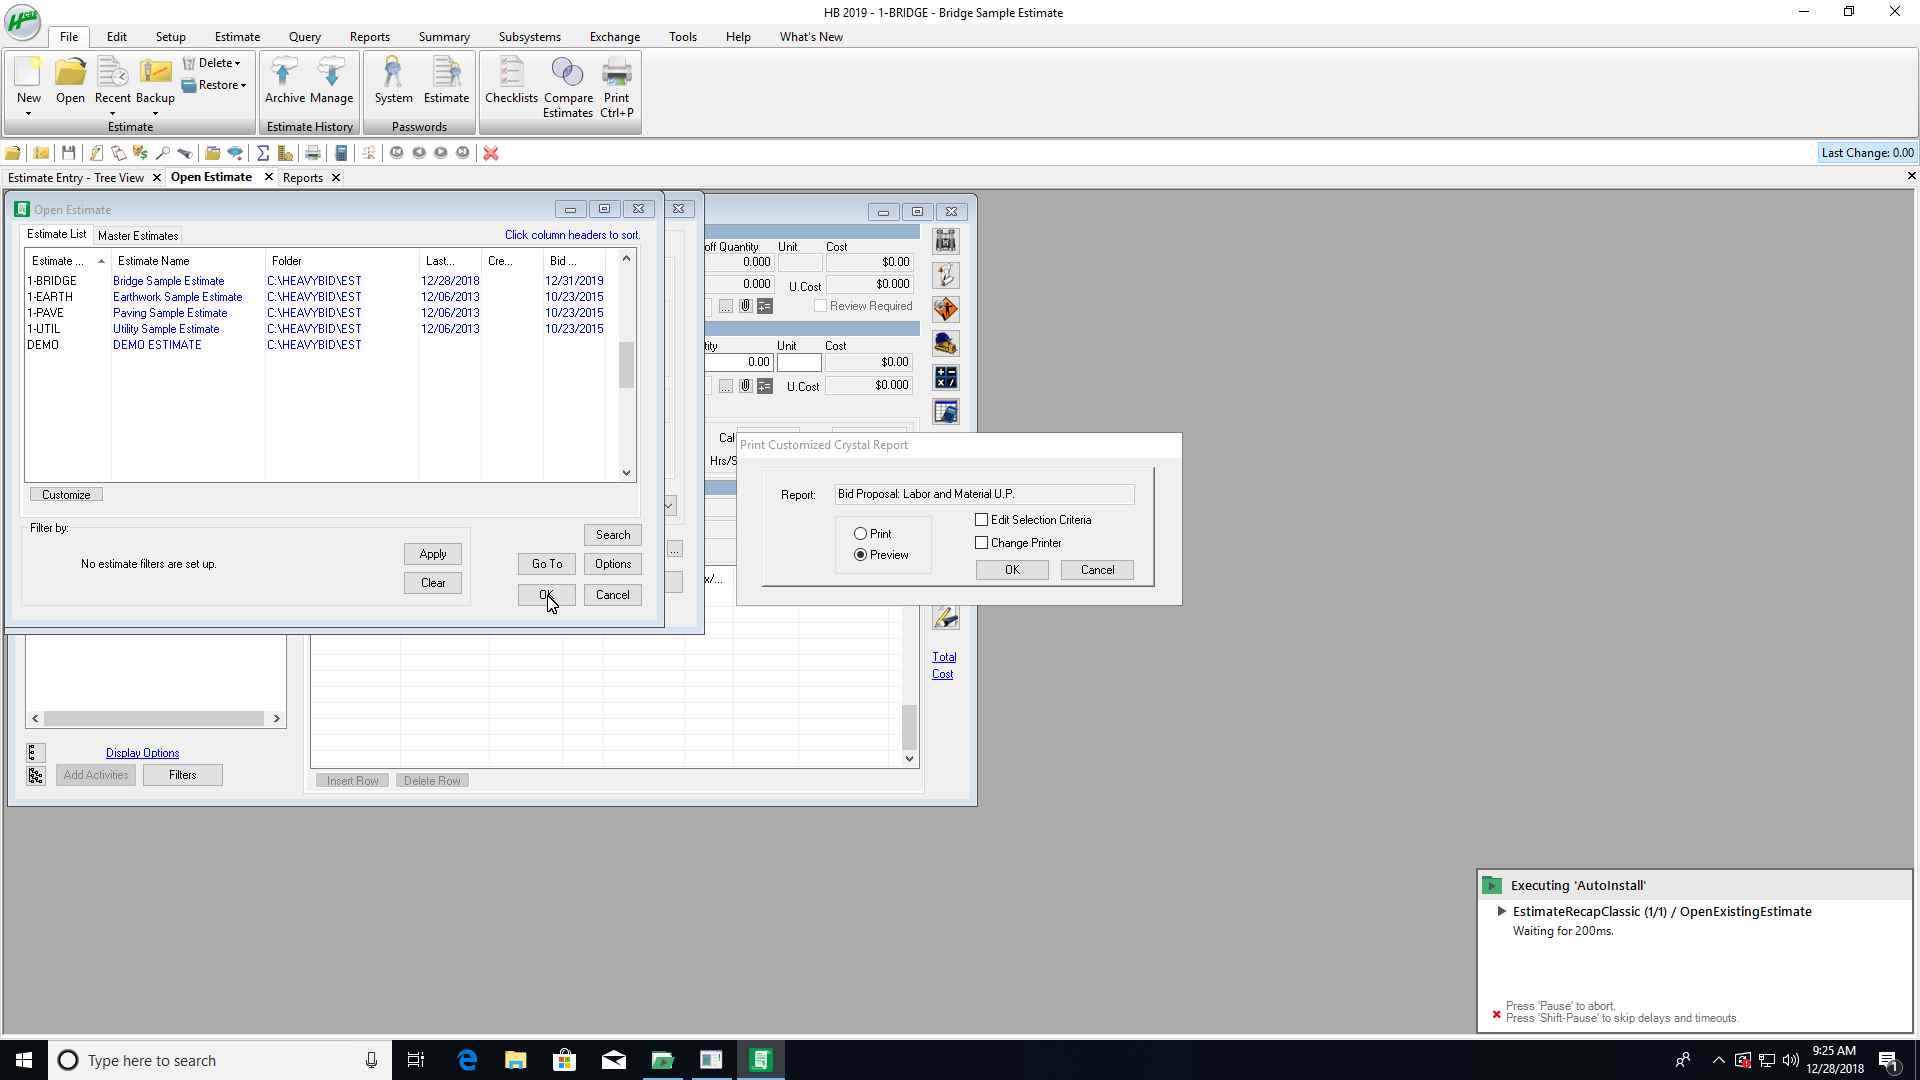 HB 2019 - 1-BRIDGE - Bridge Sample Estimate
File Edit Setup Estimate Query Reports Summary Subsystems Exchange Tools Help What's New
New Open Recent Backup Delete Restore
Estimate
Archive Manage
Estimate History
System Estimate
Passwords
Checklists Compare Estimates Print Ctrl+P
Last Change: 0.00
Estimate Entry - Tree View Open Estimate Reports
Open Estimate
Estimate List Master Estimates Click column headers to sort.
Estimate ... Estimate Name Folder Last... Cre... Bid ...
1-BRIDGE Bridge Sample Estimate C:\HEAVYBID\EST 12/28/2018 12/31/2019
1-EARTH Earthwork Sample Estimate C:\HEAVYBID\EST 12/06/2013 10/23/2015
1-PAVE Paving Sample Estimate C:\HEAVYBID\EST 12/06/2013 10/23/2015
1-UTIL Utility Sample Estimate C:\HEAVYBID\EST 12/06/2013 10/23/2015
DEMO DEMO ESTIMATE C:\HEAVYBID\EST
Customize
Filter by:
No estimate filters are set up.
Apply
Clear
Search
Go To Options
OK Cancel
off Quantity Unit Cost
0.000 $0.00
0.000 U.Cost $0.000
... Review Required
tity Unit Cost
0.00 $0.00
... U.Cost $0.000
Cal
Hrs/S
...
x/...
Print Customized Crystal Report
Report: Bid Proposal: Labor and Material U.P.
Print
Preview
Edit Selection Criteria
Change Printer
OK Cancel
Total
Cost
Display Options
Add Activities Filters
Insert Row Delete Row
Executing 'AutoInstall'
EstimateRecapClassic (1/1) / OpenExistingEstimate
Waiting for 200ms.
Press 'Pause' to abort.
Press 'Shift-Pause' to skip delays and timeouts.
Type here to search
9:25 AM
12/28/2018
1